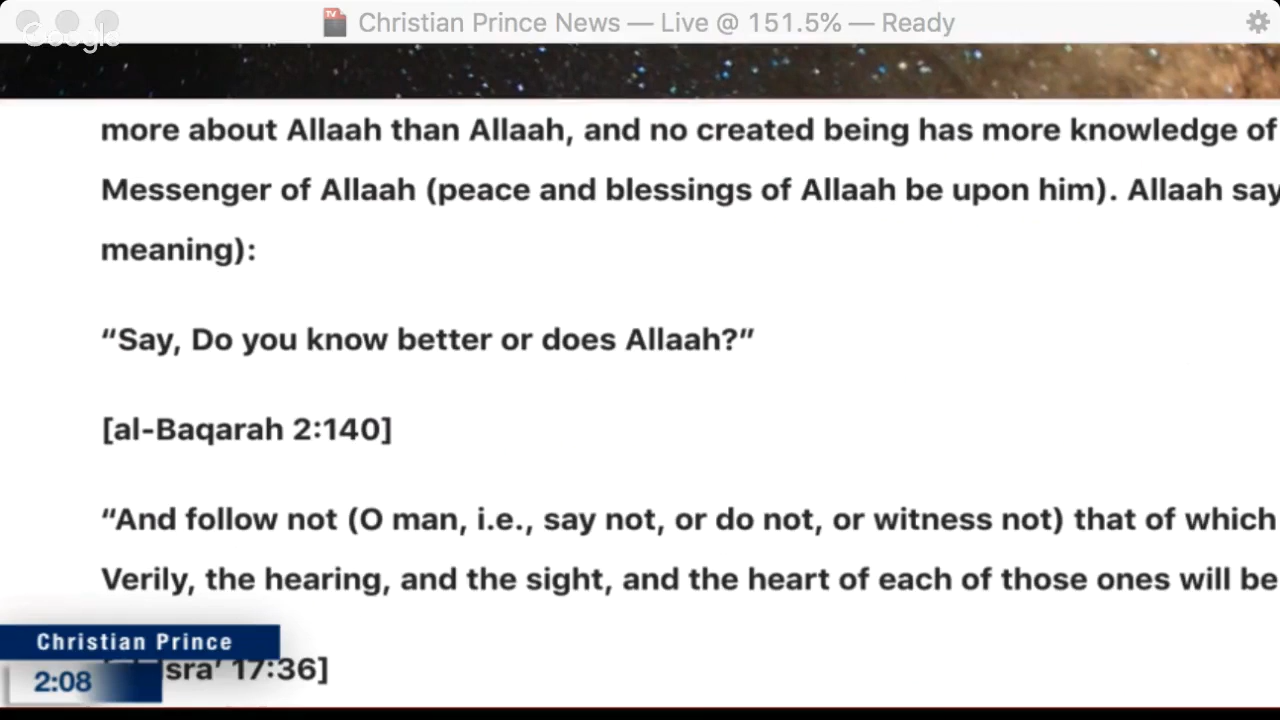 TV Christian Prince News — Live @ 151.5% — Ready
Google
more about Allaah than Allaah, and no created being has more knowledge of
Messenger of Allaah (peace and blessings of Allaah be upon him). Allaah say
meaning):
“Say, Do you know better or does Allaah?”
[al-Baqarah 2:140]
“And follow not (O man, i.e., say not, or do not, or witness not) that of which
Verily, the hearing, and the sight, and the heart of each of those ones will be
Christian Prince
sra’ 17:36]
2:08